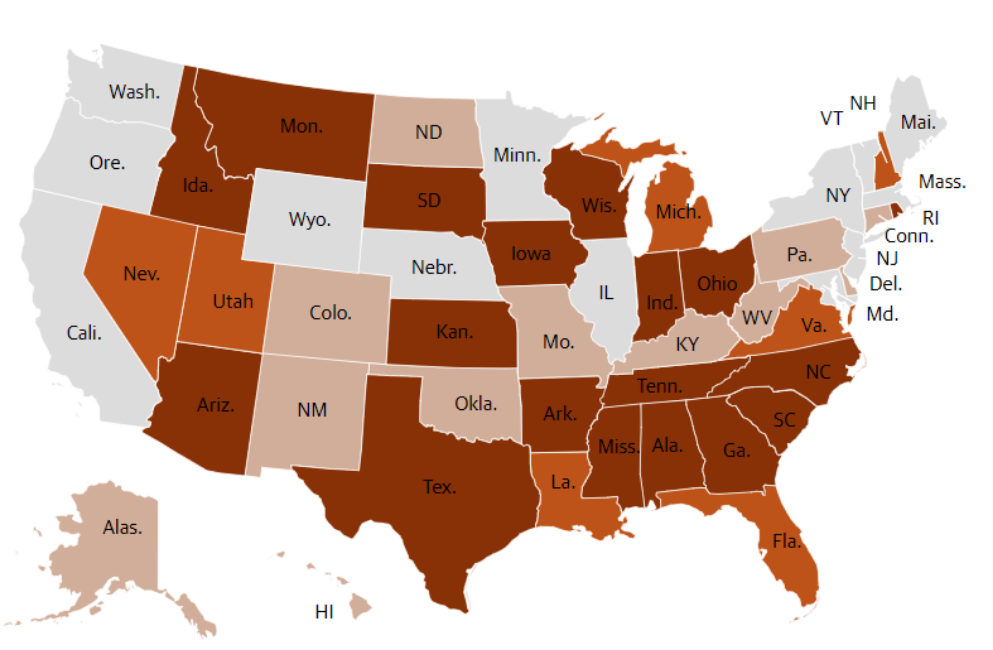 Wash.
Mon.
ND
Minn.
VT
NH
Mai.
Ore.
Ida.
SD
Wis.
Mich.
NY
Mass.
RI
Conn.
NJ
Del.
Md.
Wyo.
Nebr.
Iowa
IL
Ind.
Ohio
Pa.
WV
Va.
Nev.
Utah
Colo.
Kan.
Mo.
KY
Cali.
Ariz.
NM
Okla.
Ark.
Tenn.
NC
SC
Miss.
Ala.
Ga.
Tex.
La.
Fla.
Alas.
HI